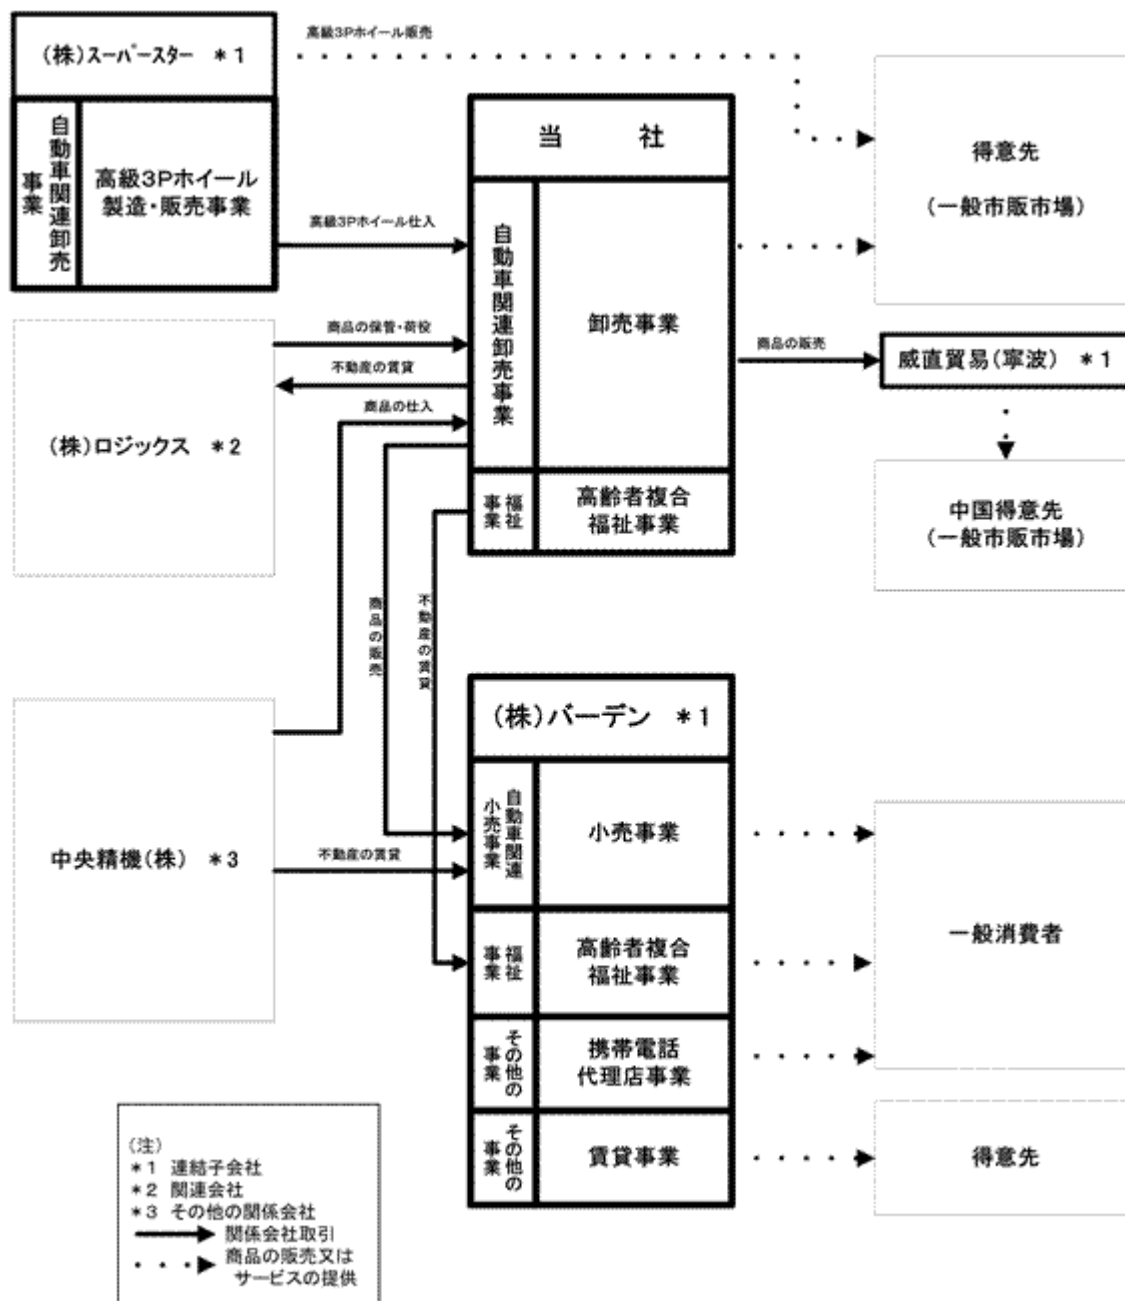 (株)スーパースター ＊1
自動車関連卸売
事業
高級3Pホイール
製造・販売事業
高級3Pホイール販売
高級3Pホイール仕入
当 社
自動車関連卸売事業
卸売事業
福祉
事業
高齢者複合
福祉事業
得意先
(一般市販市場)
商品の販売
威直貿易(寧波) ＊1
中国得意先
(一般市販市場)
(株)ロジックス ＊2
商品の保管・荷役
不動産の賃貸
商品の仕入
商品の販売
不動産の賃貸
中央精機(株) ＊3
不動産の賃貸
(株)バーデン ＊1
自動車関連
小売事業
小売事業
福祉
事業
高齢者複合
福祉事業
その他の
事業
携帯電話
代理店事業
その他の
事業
賃貸事業
一般消費者
得意先
(注)
＊1 連結子会社
＊2 関連会社
＊3 その他の関係会社
関係会社取引
商品の販売又は
サービスの提供